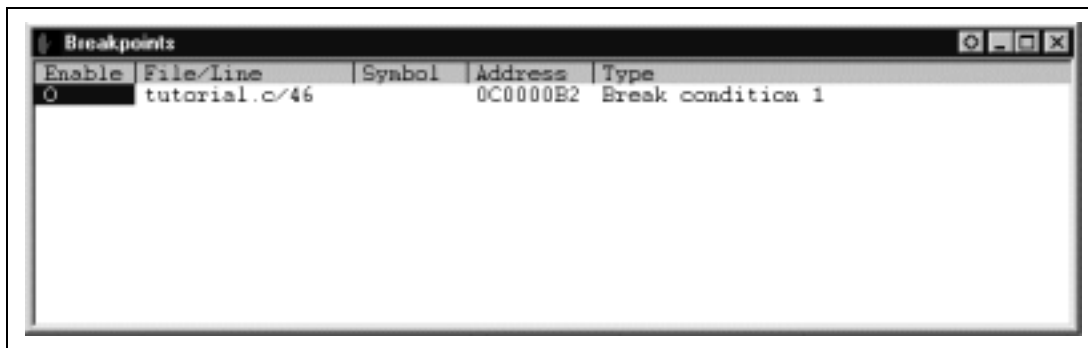 Breakpoints
Enable File/Line Symbol Address Type
O tutorial.c/46 0C0000B2 Break condition 1